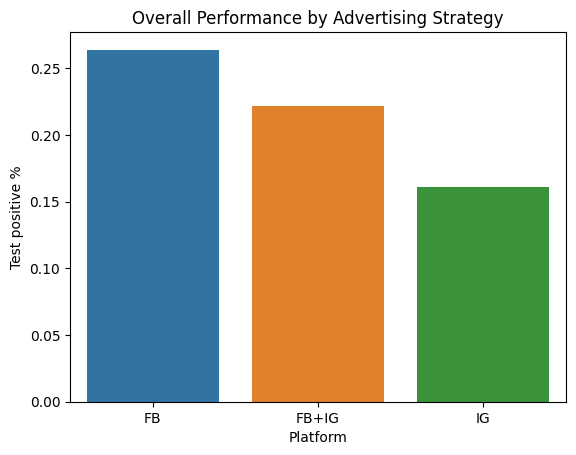 Overall Performance by Advertising Strategy
Test positive %
0.25
0.20
0.15
0.10
0.05
0.00
FB
FB+IG
IG
Platform